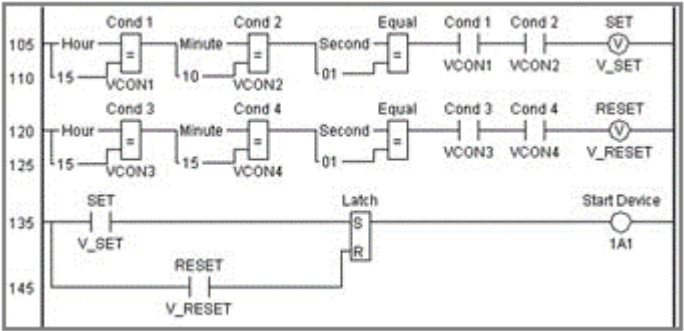 Cond 1 Cond 2 Equal Cond 1 Cond 2 SET
105 Hour = Minute = Second = V
VCON1 VCON2 V_SET
110 15 VCON1 10 VCON2 01
Cond 3 Cond 4 Equal Cond 3 Cond 4 RESET
120 Hour = Minute = Second = V
VCON3 VCON4 V_RESET
125 15 VCON3 15 VCON4 01
SET Latch Start Device
135 S
V_SET 1A1
R
RESET
145
V_RESET